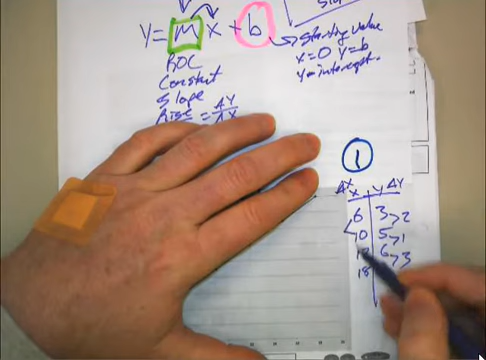 Y = m X + b
starting value
X=0 Y=b
Y-intercept.
ROC
Constant
Slope
Rise = ΔY/ΔX
1
ΔX X Y ΔY
6 3 >2
10 5 >1
12 6 >3
18